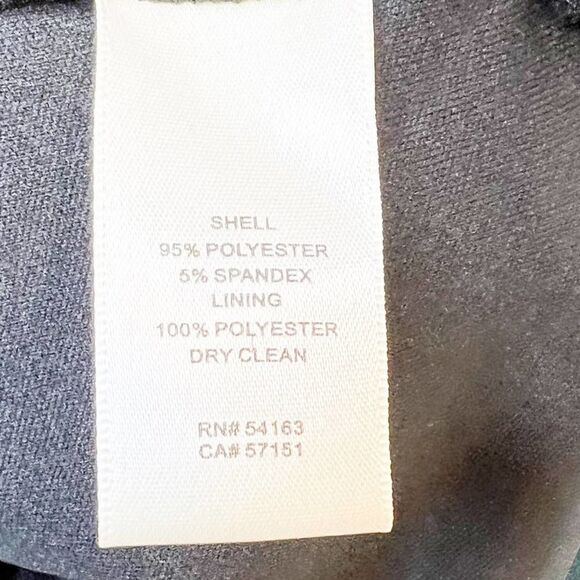 SHELL
95% POLYESTER
5% SPANDEX
LINING
100% POLYESTER
DRY CLEAN
RN# 54163
CA# 57151